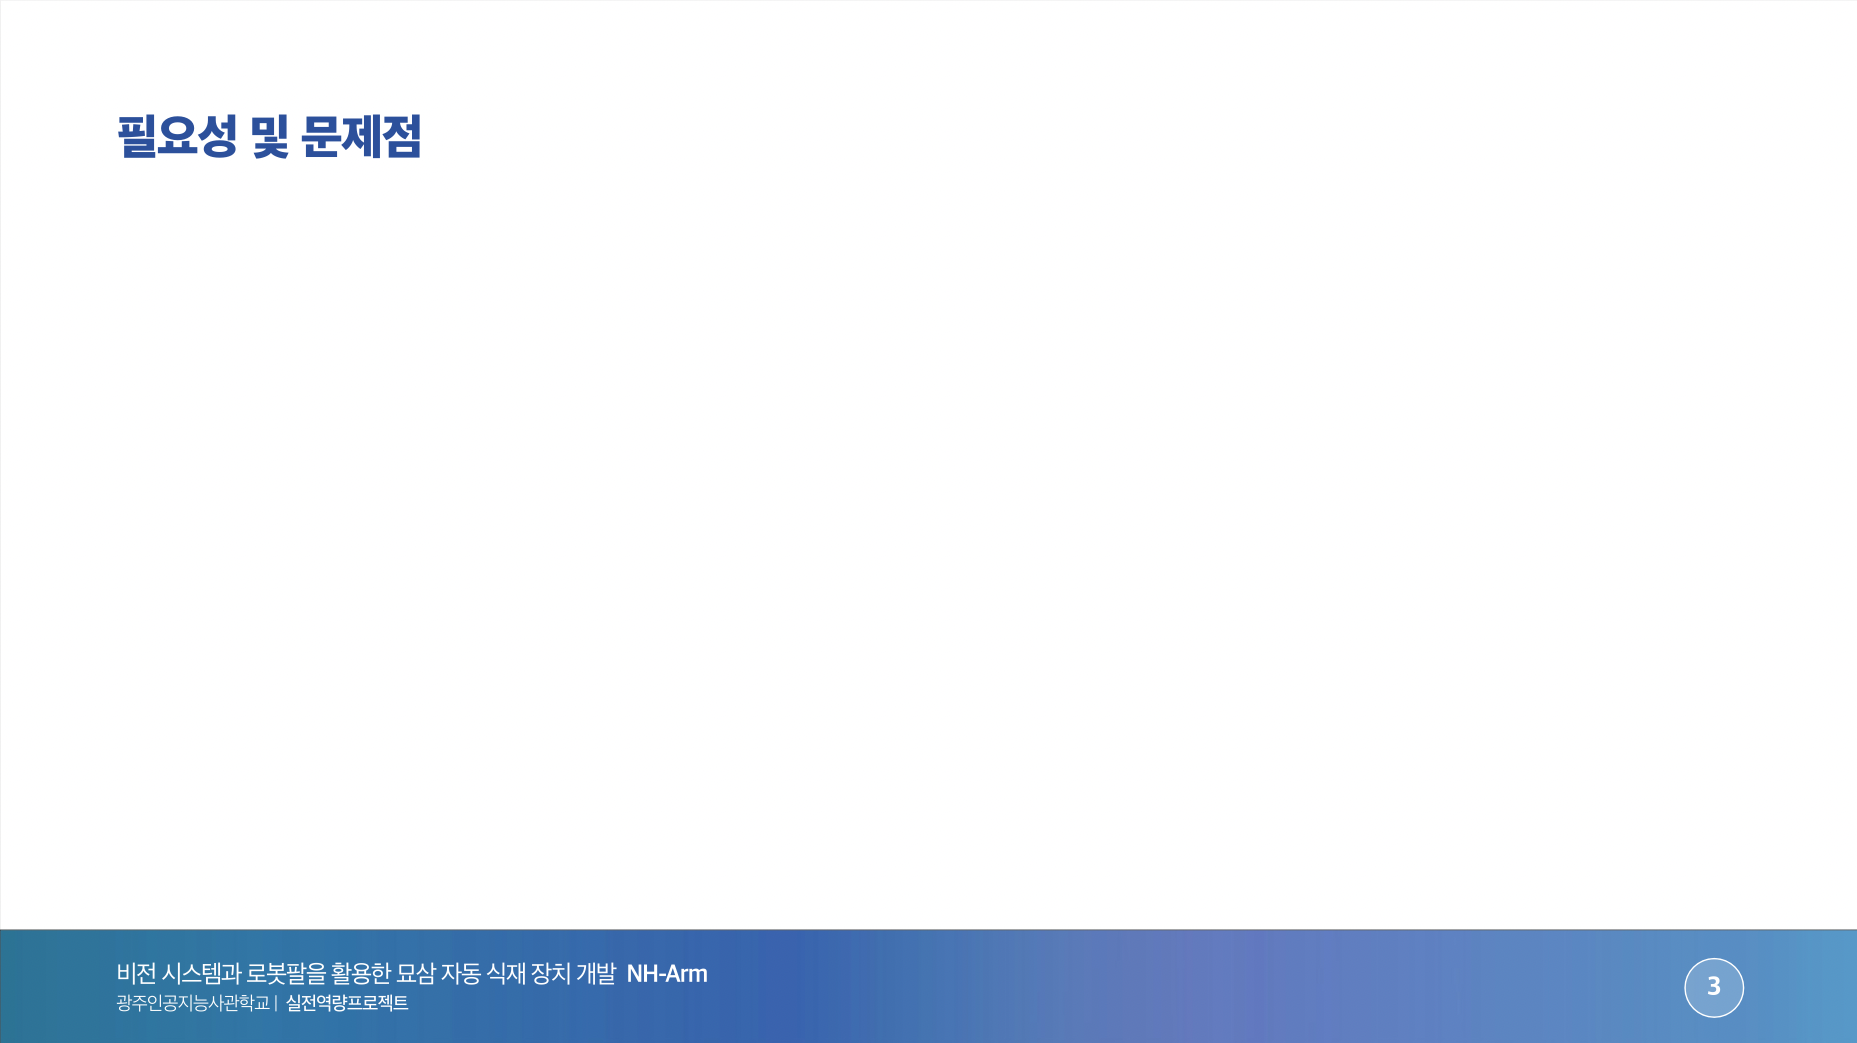 필요성 및 문제점
비전 시스템과 로봇팔을 활용한 묘삼 자동 식재 장치 개발 NH-Arm
광주인공지능사관학교 | 실전역량프로젝트
3